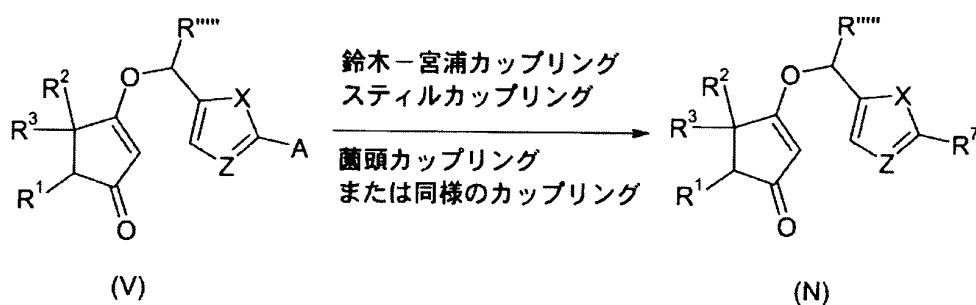 R'''''
O
R²
X
R³
Z
A
R¹
O
(V)
鈴木-宮浦カップリング
スティルカップリング
薗頭カップリング
または同様のカップリング
R'''''
O
R²
X
R³
Z
R⁷
R¹
O
(N)